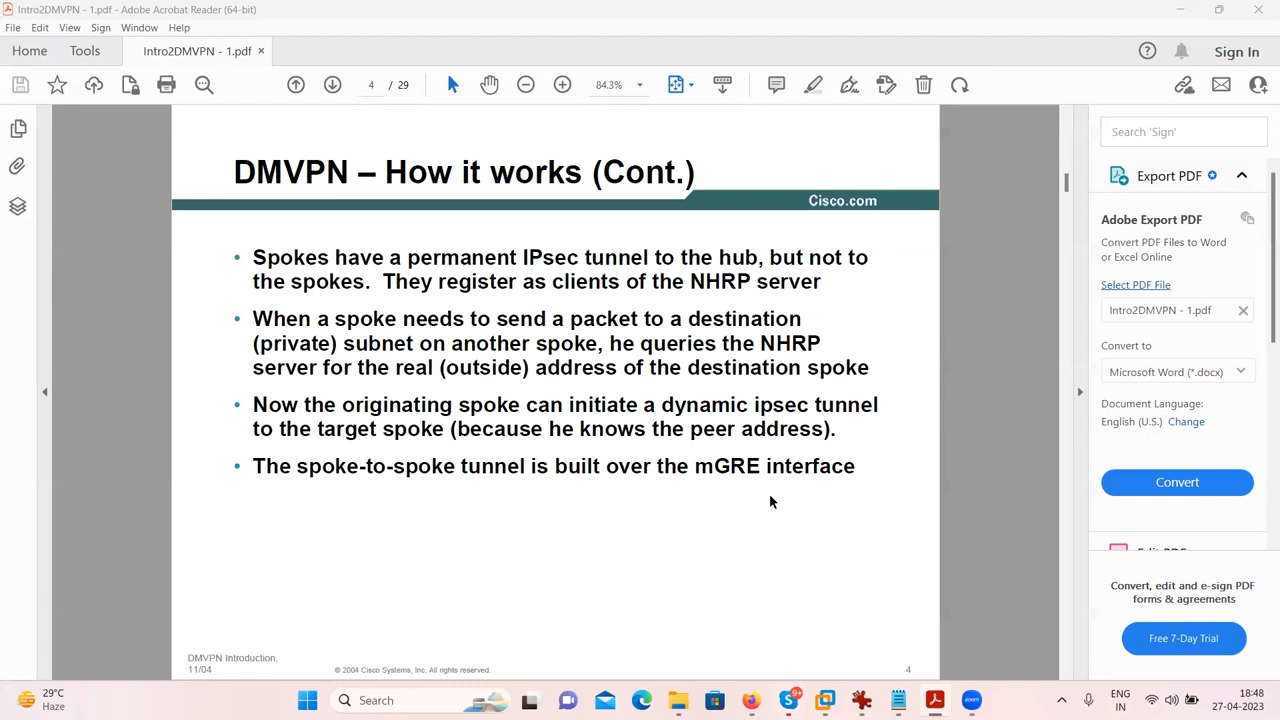 Intro2DMVPN - 1.pdf - Adobe Acrobat Reader (64-bit)
File Edit View Sign Window Help
Home Tools Intro2DMVPN - 1.pdf × Sign In
4 / 29 84.3%
Search 'Sign'
DMVPN – How it works (Cont.)
Cisco.com
• Spokes have a permanent IPsec tunnel to the hub, but not to
the spokes. They register as clients of the NHRP server
• When a spoke needs to send a packet to a destination
(private) subnet on another spoke, he queries the NHRP
server for the real (outside) address of the destination spoke
• Now the originating spoke can initiate a dynamic ipsec tunnel
to the target spoke (because he knows the peer address).
• The spoke-to-spoke tunnel is built over the mGRE interface
DMVPN Introduction,
11/04
© 2004 Cisco Systems, Inc. All rights reserved.
4
Export PDF
Adobe Export PDF
Convert PDF Files to Word
or Excel Online
Select PDF File
Intro2DMVPN - 1.pdf
Convert to
Microsoft Word (*.docx)
Document Language:
English (U.S.) Change
Convert
Edit PDF
Convert, edit and e-sign PDF
forms & agreements
Free 7-Day Trial
29°C
Haze
Search
9+
zoom
ENG
IN
18:48
27-04-2023